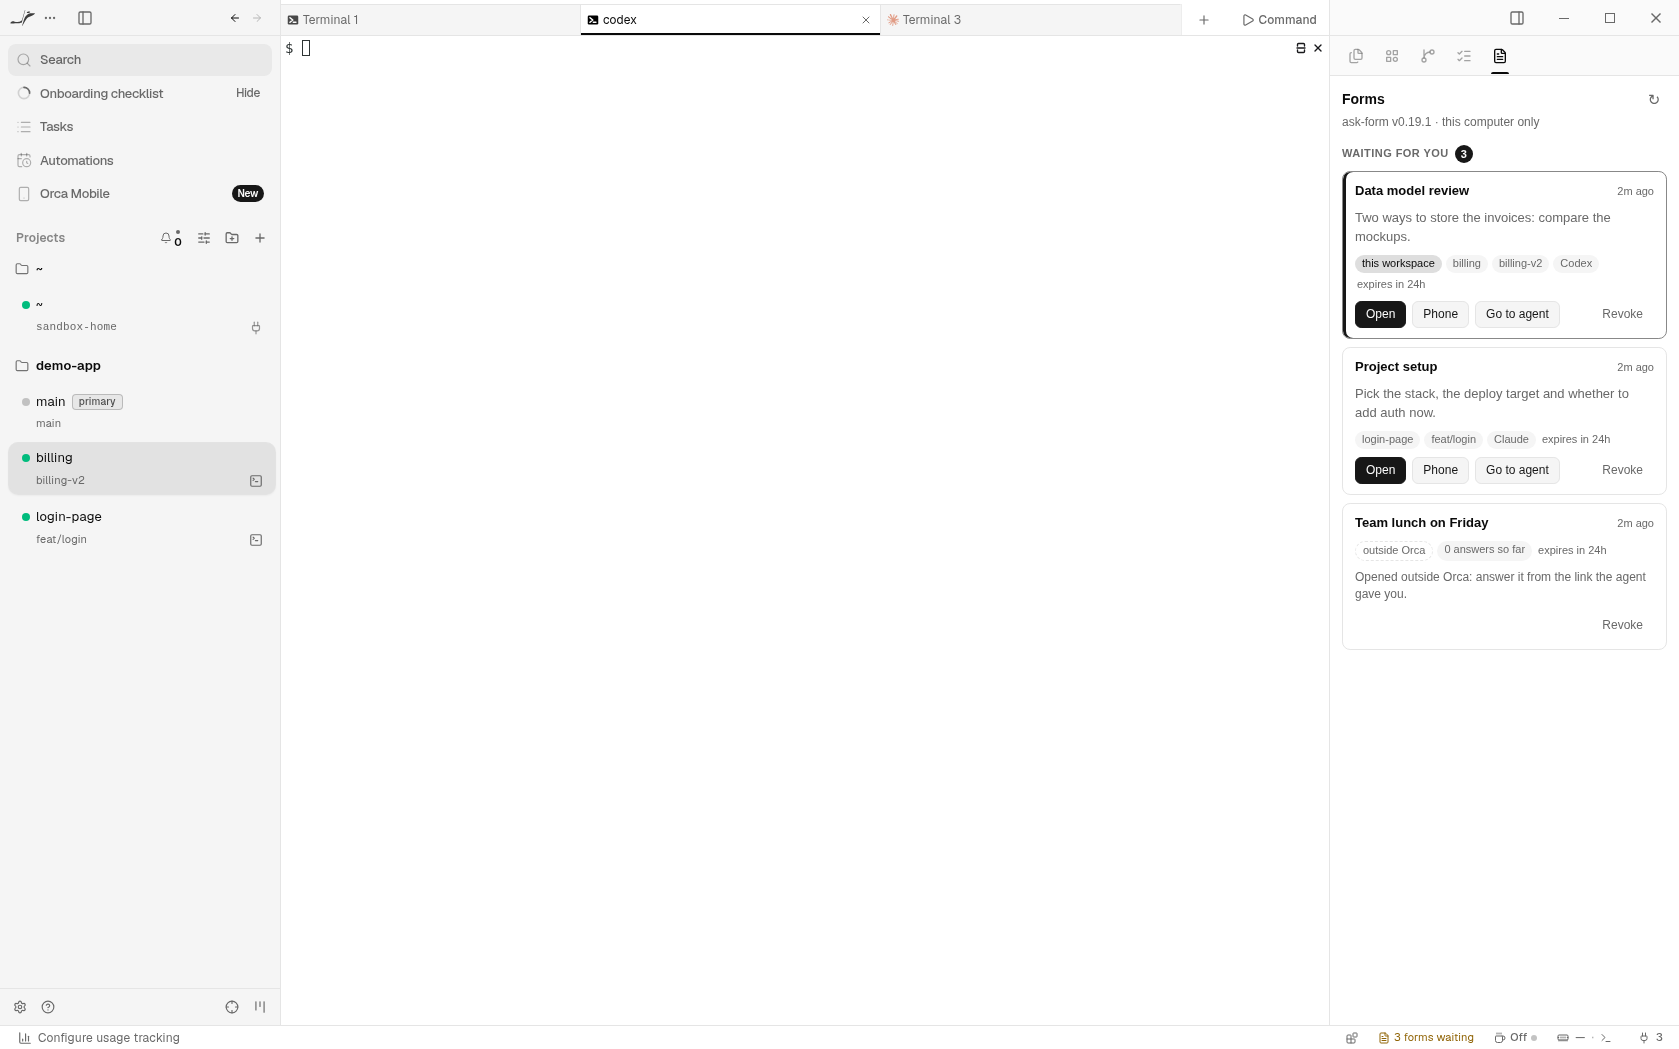 Terminal 1
codex
Terminal 3
Command
Search
Onboarding checklist
Hide
Tasks
Automations
Orca Mobile
New
Projects
0
~
~
sandbox-home
demo-app
main
primary
main
billing
billing-v2
login-page
feat/login
$
Forms
ask-form v0.19.1 · this computer only
WAITING FOR YOU 3
Data model review
2m ago
Two ways to store the invoices: compare the
mockups.
this workspace
billing
billing-v2
Codex
expires in 24h
Open
Phone
Go to agent
Revoke
Project setup
2m ago
Pick the stack, the deploy target and whether to
add auth now.
login-page
feat/login
Claude
expires in 24h
Open
Phone
Go to agent
Revoke
Team lunch on Friday
2m ago
outside Orca
0 answers so far
expires in 24h
Opened outside Orca: answer it from the link the agent
gave you.
Revoke
Configure usage tracking
3 forms waiting
Off
— ·
3